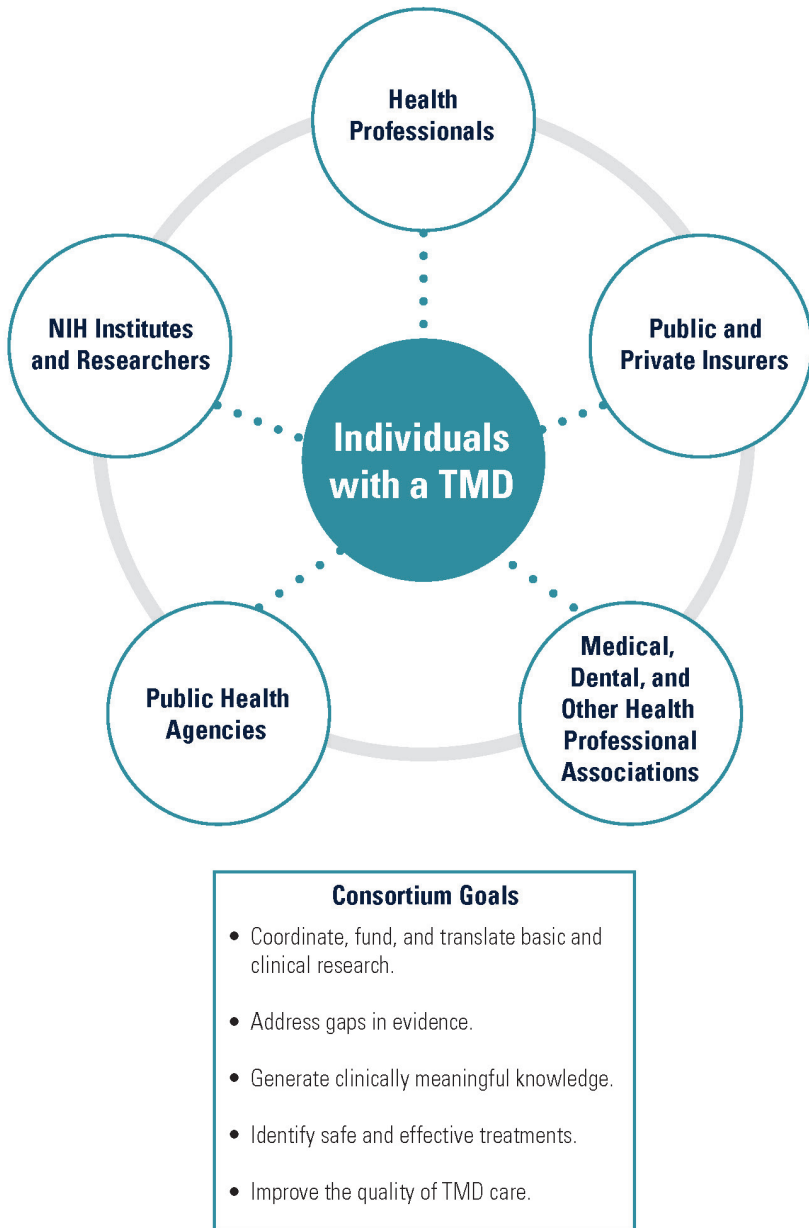 Health
Professionals
NIH Institutes
and Researchers
Public and
Private Insurers
Individuals
with a TMD
Public Health
Agencies
Medical,
Dental, and
Other Health
Professional
Associations
Consortium Goals
• Coordinate, fund, and translate basic and
clinical research.
• Address gaps in evidence.
• Generate clinically meaningful knowledge.
• Identify safe and effective treatments.
• Improve the quality of TMD care.